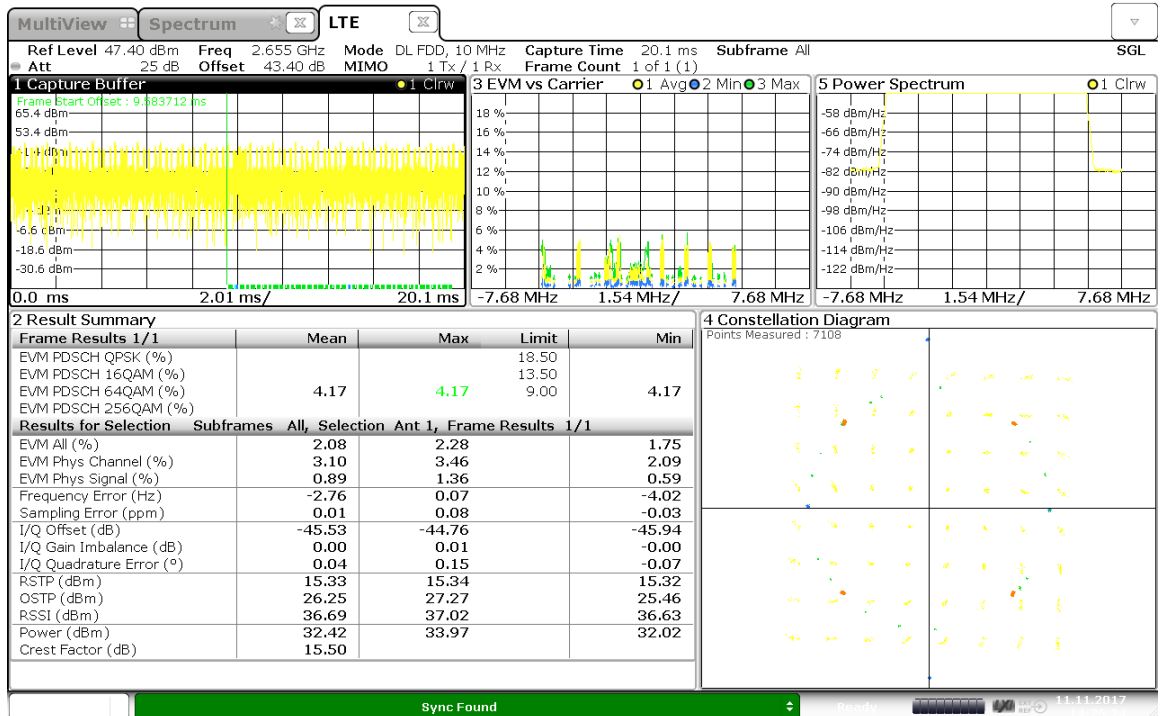 MultiView Spectrum LTE
Ref Level 47.40 dBm Freq 2.655 GHz Mode DL FDD, 10 MHz Capture Time 20.1 ms Subframe All SGL
Att 25 dB Offset 43.40 dB MIMO 1 Tx / 1 Rx Frame Count 1 of 1 (1)
1 Capture Buffer 1 Clrw
Frame Start Offset : 9.583712 ms
65.4 dBm
53.4 dBm
-6.6 dBm
-18.6 dBm
-30.6 dBm
0.0 ms 2.01 ms/ 20.1 ms
3 EVM vs Carrier 1 Avg 2 Min 3 Max
18 %
16 %
14 %
12 %
10 %
8 %
6 %
4 %
2 %
-7.68 MHz 1.54 MHz/ 7.68 MHz
5 Power Spectrum 1 Clrw
-58 dBm/Hz
-66 dBm/Hz
-74 dBm/Hz
-82 dBm/Hz
-90 dBm/Hz
-98 dBm/Hz
-106 dBm/Hz
-114 dBm/Hz
-122 dBm/Hz
-7.68 MHz 1.54 MHz/ 7.68 MHz
2 Result Summary
Frame Results 1/1 Mean Max Limit Min
EVM PDSCH QPSK (%) 18.50
EVM PDSCH 16QAM (%) 13.50
EVM PDSCH 64QAM (%) 4.17 4.17 9.00 4.17
EVM PDSCH 256QAM (%)
Results for Selection Subframes All, Selection Ant 1, Frame Results 1/1
EVM All (%) 2.08 2.28 1.75
EVM Phys Channel (%) 3.10 3.46 2.09
EVM Phys Signal (%) 0.89 1.36 0.59
Frequency Error (Hz) -2.76 0.07 -4.02
Sampling Error (ppm) 0.01 0.08 -0.03
I/Q Offset (dB) -45.53 -44.76 -45.94
I/Q Gain Imbalance (dB) 0.00 0.01 -0.00
I/Q Quadrature Error (º) 0.04 0.15 -0.07
RSTP (dBm) 15.33 15.34 15.32
OSTP (dBm) 26.25 27.27 25.46
RSSI (dBm) 36.69 37.02 36.63
Power (dBm) 32.42 33.97 32.02
Crest Factor (dB) 15.50
4 Constellation Diagram
Points Measured : 7108
Sync Found Ready LXI EXT REF 11.11.2017